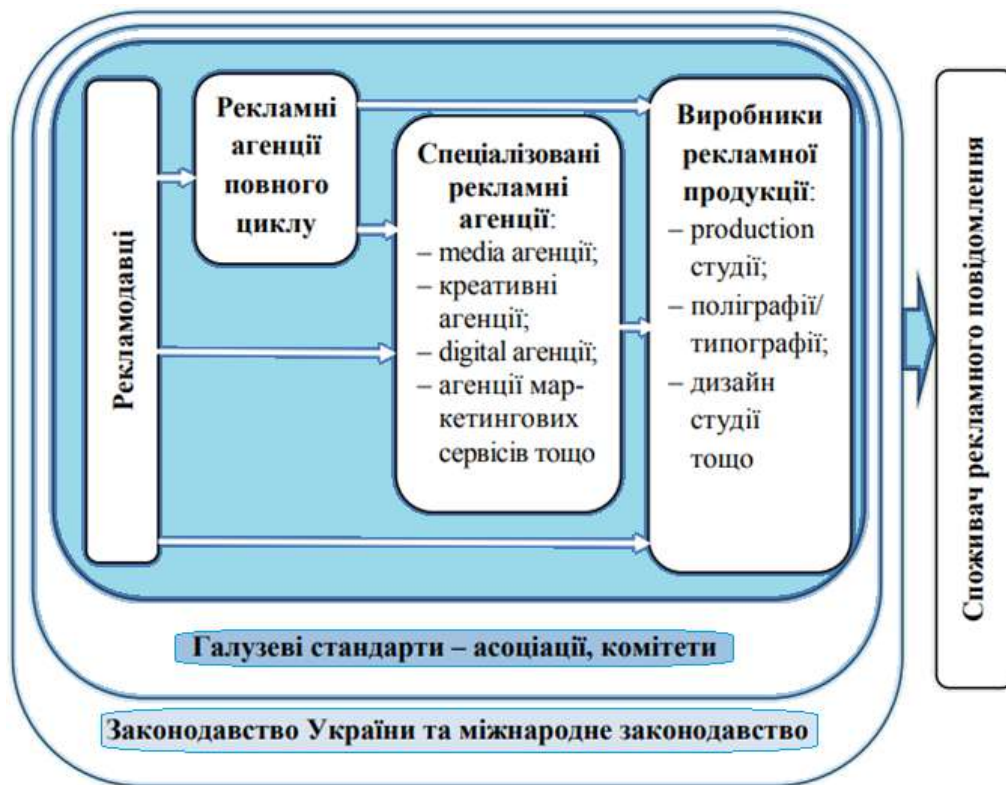 Рекламодавці
Рекламні
агенції
повного
циклу
Спеціалізовані
рекламні
агенції:
– media агенції;
– креативні
агенції;
– digital агенції;
– агенції мар-
кетингових
сервісів тощо
Виробники
рекламної
продукції:
– production
студії;
– поліграфії/
типографії;
– дизайн
студії
тощо
Споживач рекламного повідомлення
Галузеві стандарти – асоціації, комітети
Законодавство України та міжнародне законодавство